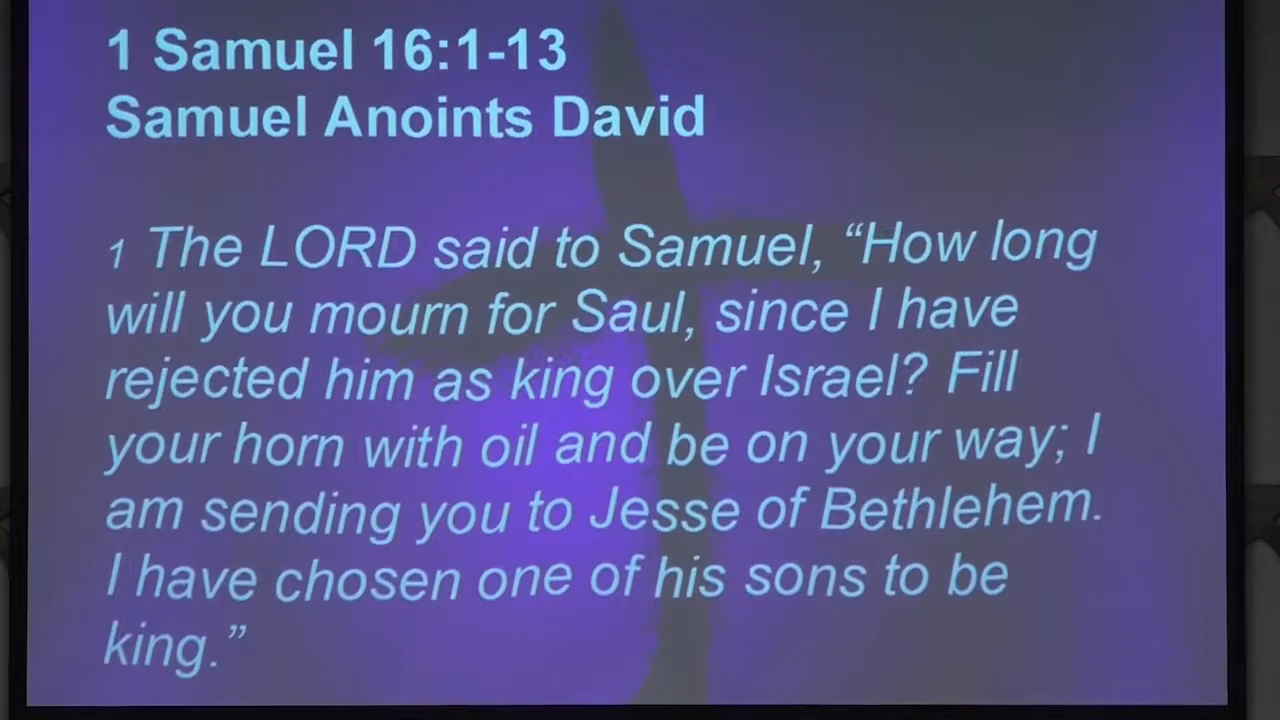 1 Samuel 16:1-13
Samuel Anoints David
1 The LORD said to Samuel, “How long
will you mourn for Saul, since I have
rejected him as king over Israel? Fill
your horn with oil and be on your way; I
am sending you to Jesse of Bethlehem.
I have chosen one of his sons to be
king.”